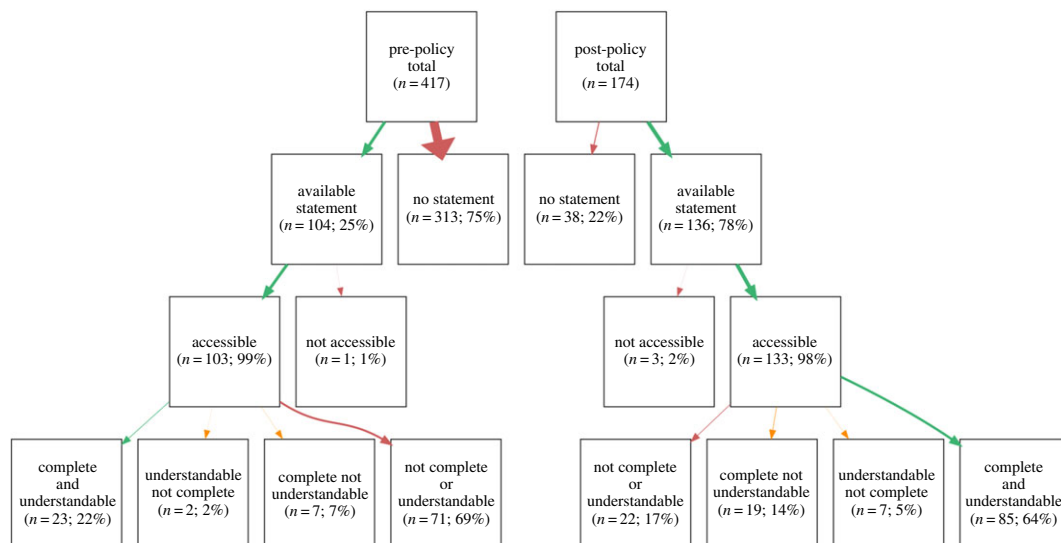 pre-policy
total
(n = 417)
post-policy
total
(n = 174)
available
statement
(n = 104; 25%)
no statement
(n = 313; 75%)
no statement
(n = 38; 22%)
available
statement
(n = 136; 78%)
accessible
(n = 103; 99%)
not accessible
(n = 1; 1%)
not accessible
(n = 3; 2%)
accessible
(n = 133; 98%)
complete
and
understandable
(n = 23; 22%)
understandable
not complete
(n = 2; 2%)
complete not
understandable
(n = 7; 7%)
not complete
or
understandable
(n = 71; 69%)
not complete
or
understandable
(n = 22; 17%)
complete not
understandable
(n = 19; 14%)
understandable
not complete
(n = 7; 5%)
complete
and
understandable
(n = 85; 64%)